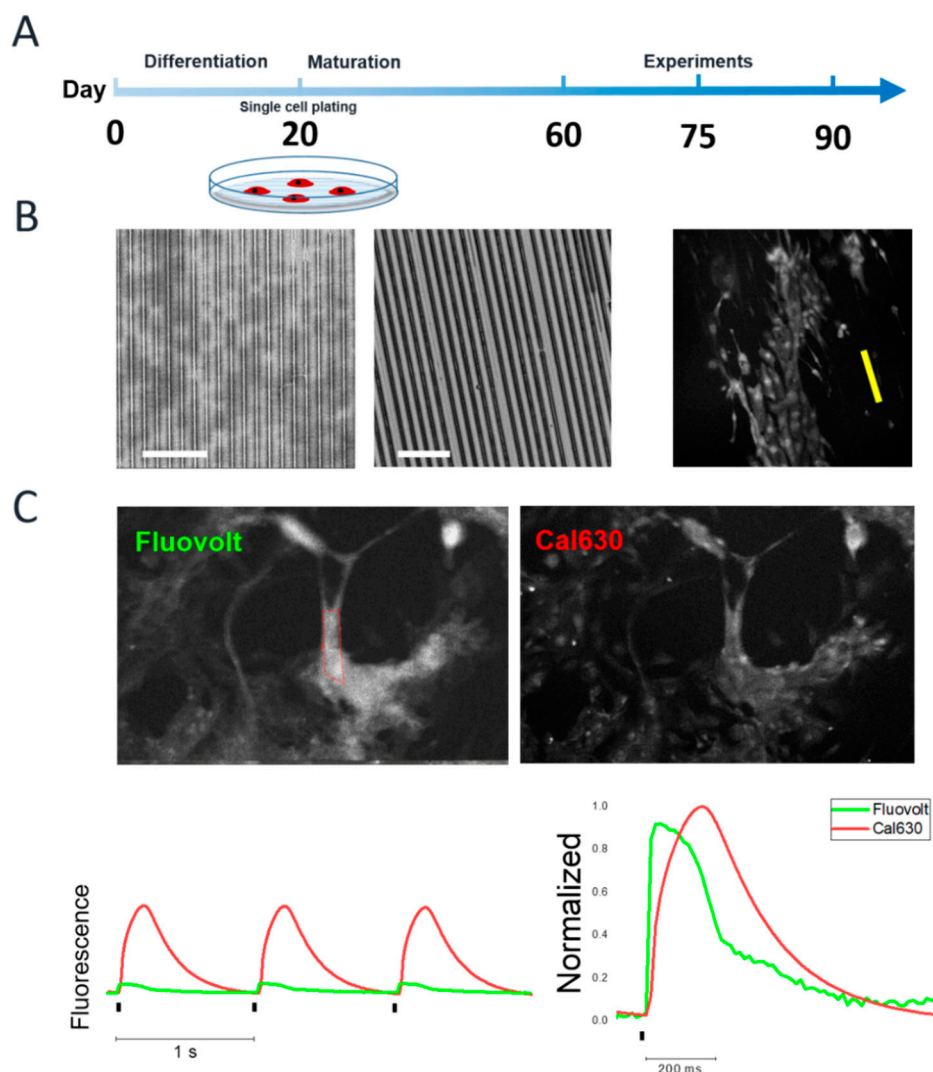 A
Differentiation Maturation Experiments
Day
Single cell plating
0 20 60 75 90
B
C
Fluovolt Cal630
Fluorescence
1 s
Normalized
1.0
0.8
0.6
0.4
0.2
0.0
Fluovolt
Cal630
200 ms